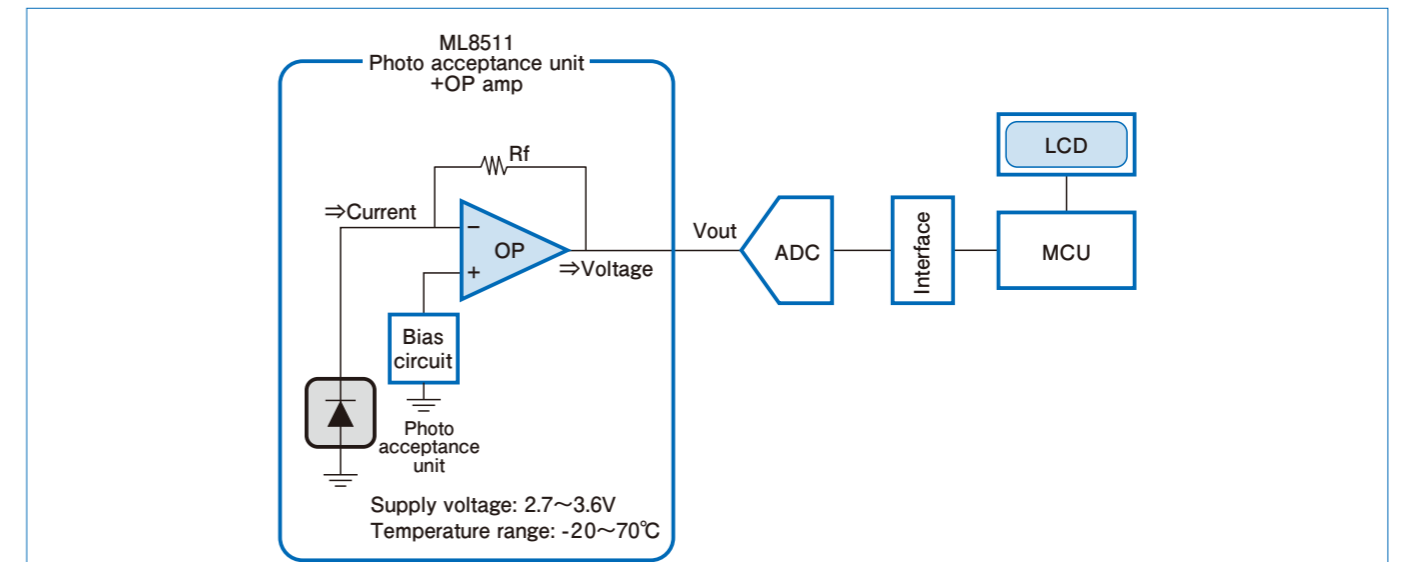 ML8511
Photo acceptance unit
+OP amp
Rf
⇒Current
−
OP
+
⇒Voltage
Bias
circuit
Photo
acceptance
unit
Supply voltage: 2.7～3.6V
Temperature range: -20～70℃
Vout
ADC
Interface
LCD
MCU